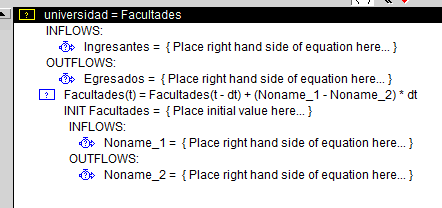 universidad = Facultades
INFLOWS:
Ingresantes = { Place right hand side of equation here... }
OUTFLOWS:
Egresados = { Place right hand side of equation here... }
Facultades(t) = Facultades(t - dt) + (Noname_1 - Noname_2) * dt
INIT Facultades = { Place initial value here... }
INFLOWS:
Noname_1 = { Place right hand side of equation here... }
OUTFLOWS:
Noname_2 = { Place right hand side of equation here... }